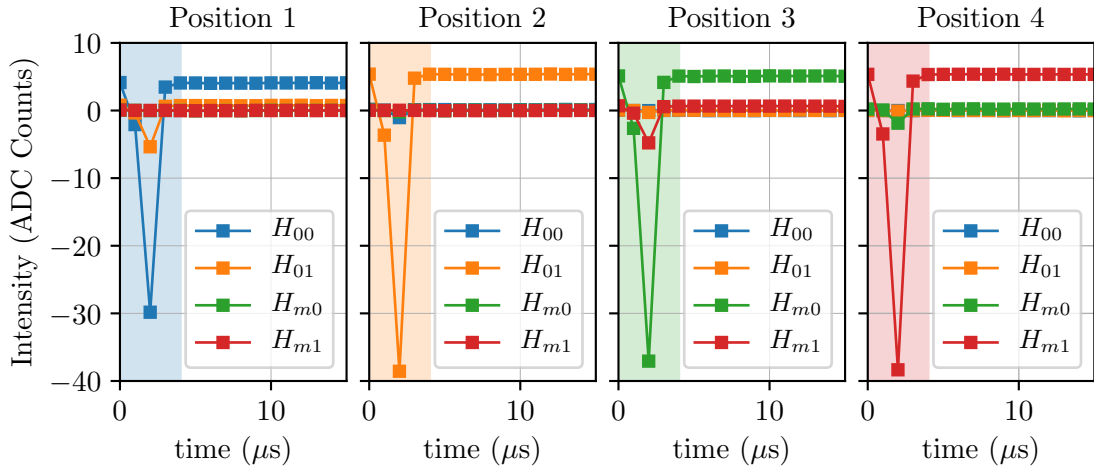 Position 1 Position 2 Position 3 Position 4
Intensity (ADC Counts)
10
0
−10
−20
−30
−40
H00
H01
Hm0
Hm1
H00
H01
Hm0
Hm1
H00
H01
Hm0
Hm1
H00
H01
Hm0
Hm1
0 10 0 10 0 10 0 10
time (μs) time (μs) time (μs) time (μs)